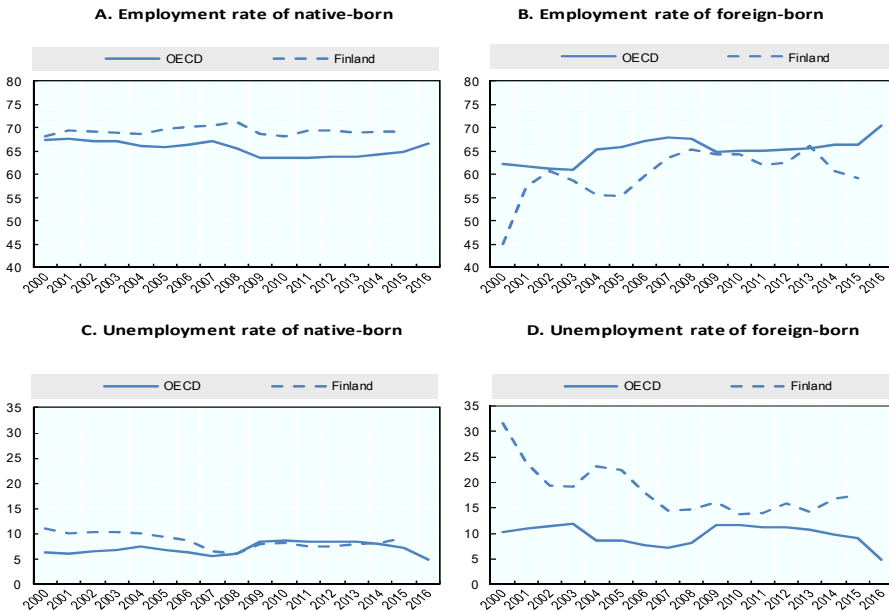 A. Employment rate of native-born
OECD Finland
80
75
70
65
60
55
50
45
40
2000 2001 2002 2003 2004 2005 2006 2007 2008 2009 2010 2011 2012 2013 2014 2015 2016
B. Employment rate of foreign-born
OECD Finland
80
75
70
65
60
55
50
45
40
2000 2001 2002 2003 2004 2005 2006 2007 2008 2009 2010 2011 2012 2013 2014 2015 2016
C. Unemployment rate of native-born
OECD Finland
35
30
25
20
15
10
5
0
2000 2001 2002 2003 2004 2005 2006 2007 2008 2009 2010 2011 2012 2013 2014 2015 2016
D. Unemployment rate of foreign-born
OECD Finland
35
30
25
20
15
10
5
0
2000 2001 2002 2003 2004 2005 2006 2007 2008 2009 2010 2011 2012 2013 2014 2015 2016